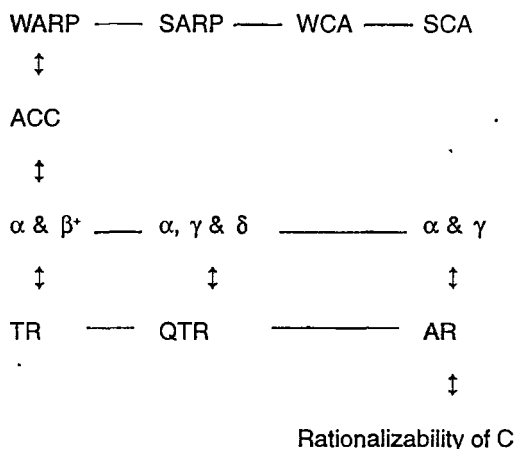 WARP — SARP — WCA — SCA
↕
ACC
↕
α & β⁺ — α, γ & δ — α & γ
↕ ↕ ↕
TR — QTR — AR
↕
Rationalizability of C